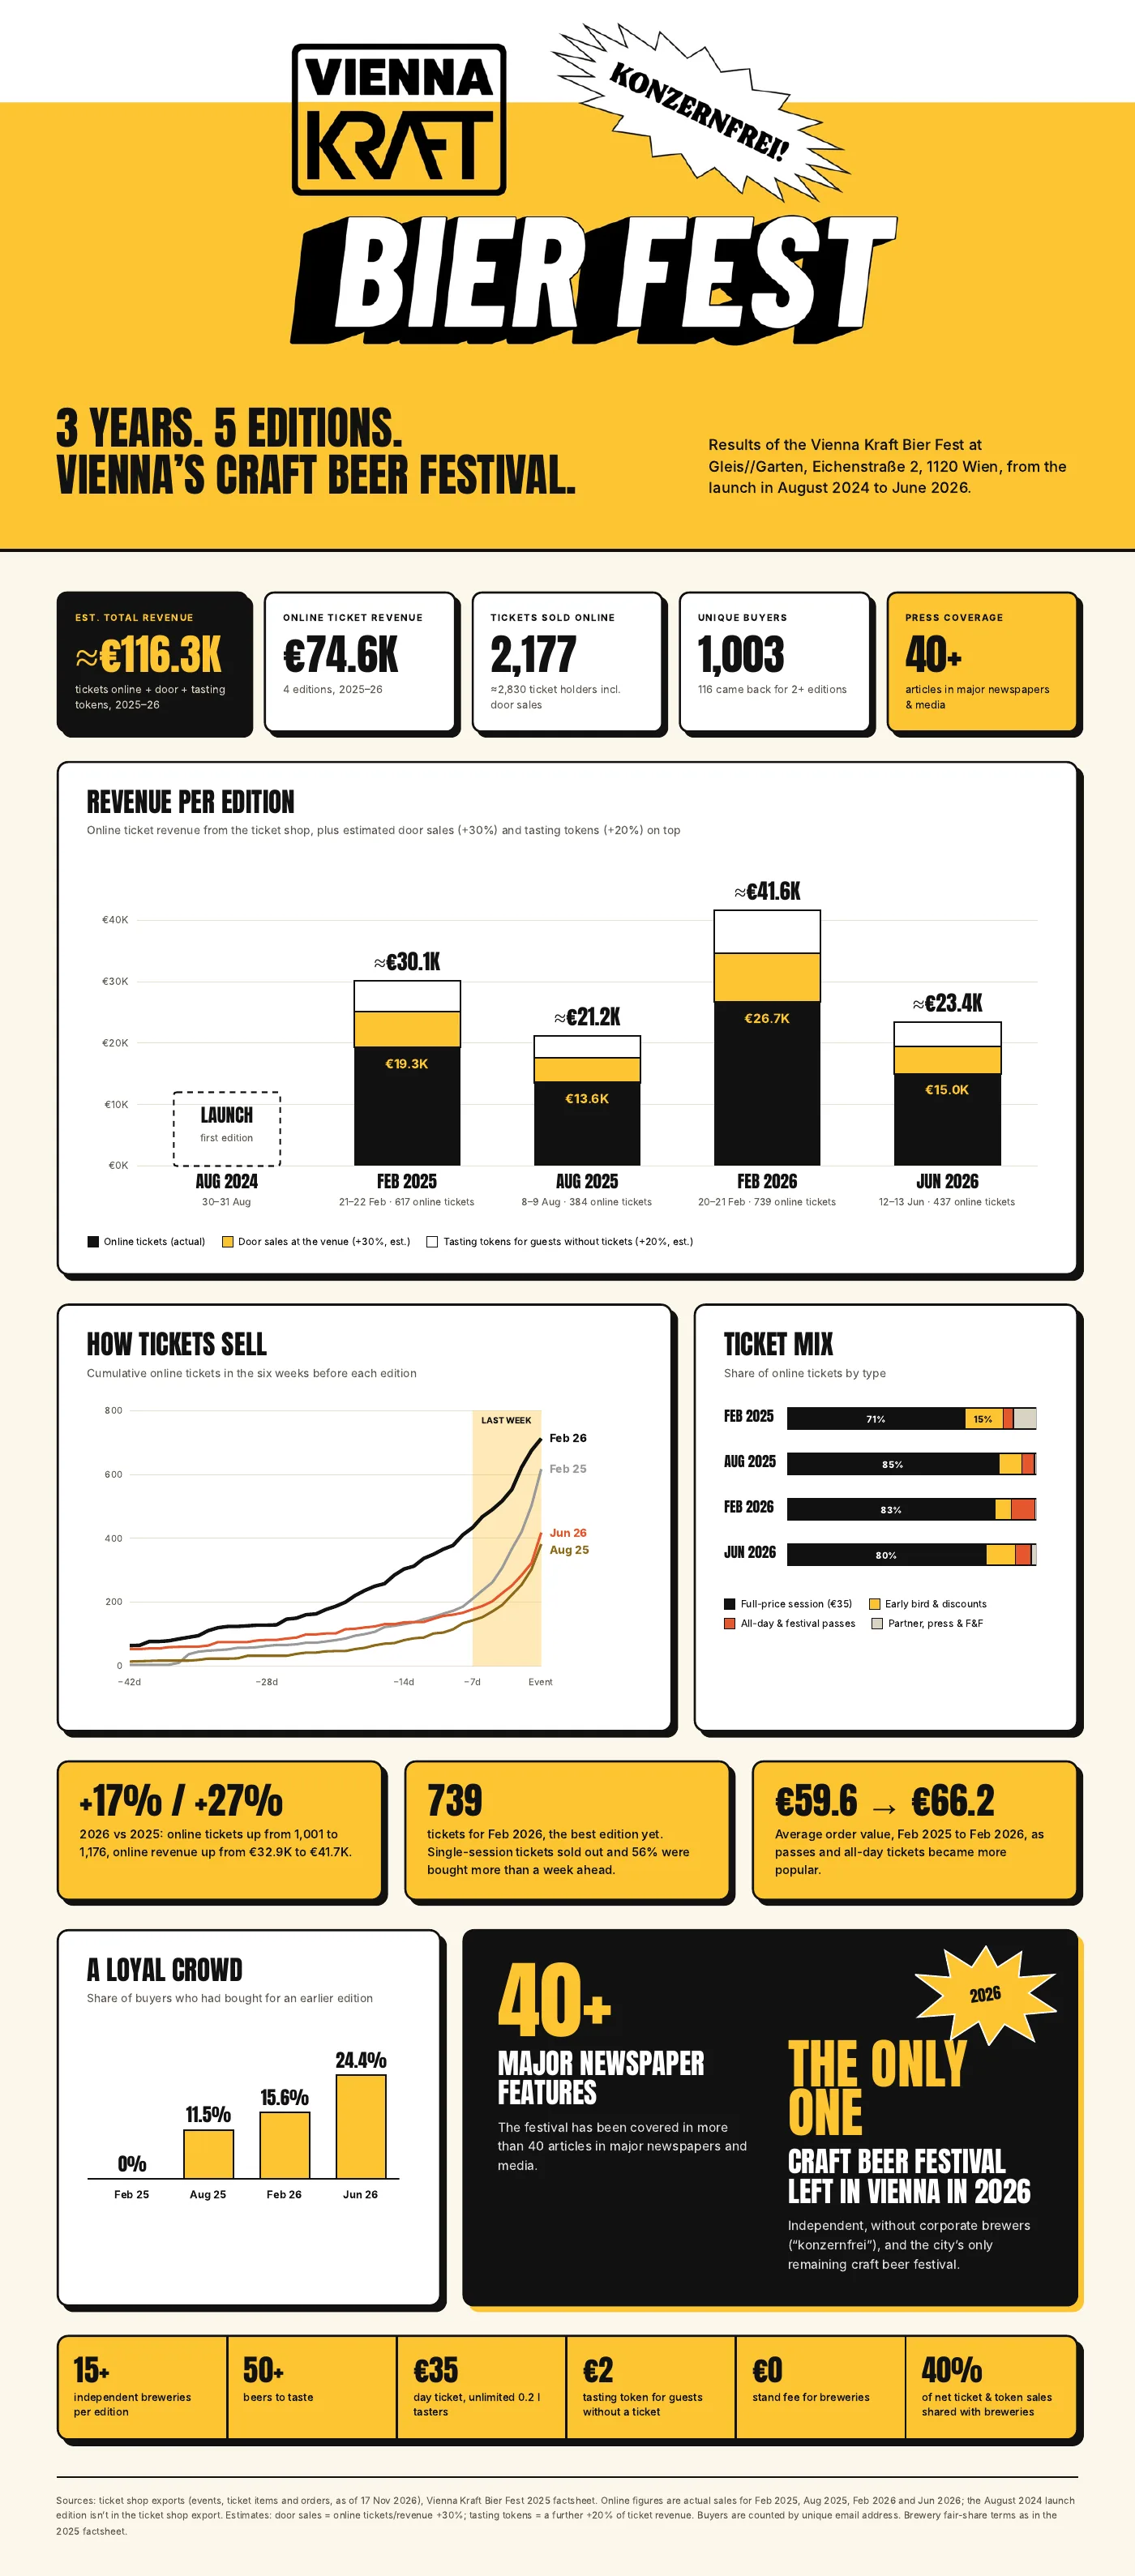 VIENNA
KRAFT
KONZERNFREI!
BIER FEST
3 YEARS. 5 EDITIONS.
VIENNA’S CRAFT BEER FESTIVAL.
Results of the Vienna Kraft Bier Fest at
Gleis//Garten, Eichenstraße 2, 1120 Wien, from the
launch in August 2024 to June 2026.
EST. TOTAL REVENUE
≈€116.3K
tickets online + door + tasting
tokens, 2025–26
ONLINE TICKET REVENUE
€74.6K
4 editions, 2025–26
TICKETS SOLD ONLINE
2,177
≈2,830 ticket holders incl.
door sales
UNIQUE BUYERS
1,003
116 came back for 2+ editions
PRESS COVERAGE
40+
articles in major newspapers
& media
REVENUE PER EDITION
Online ticket revenue from the ticket shop, plus estimated door sales (+30%) and tasting tokens (+20%) on top
€40K
€30K
€20K
€10K
€0K
LAUNCH
first edition
AUG 2024
30–31 Aug
≈€30.1K
€19.3K
FEB 2025
21–22 Feb · 617 online tickets
≈€21.2K
€13.6K
AUG 2025
8–9 Aug · 384 online tickets
≈€41.6K
€26.7K
FEB 2026
20–21 Feb · 739 online tickets
≈€23.4K
€15.0K
JUN 2026
12–13 Jun · 437 online tickets
Online tickets (actual)
Door sales at the venue (+30%, est.)
Tasting tokens for guests without tickets (+20%, est.)
HOW TICKETS SELL
Cumulative online tickets in the six weeks before each edition
800
600
400
200
0
LAST WEEK
Feb 26
Feb 25
Jun 26
Aug 25
−42d
−28d
−14d
−7d
Event
TICKET MIX
Share of online tickets by type
FEB 2025
71%
15%
AUG 2025
85%
FEB 2026
83%
JUN 2026
80%
Full-price session (€35)
Early bird & discounts
All-day & festival passes
Partner, press & F&F
+17% / +27%
2026 vs 2025: online tickets up from 1,001 to
1,176, online revenue up from €32.9K to €41.7K.
739
tickets for Feb 2026, the best edition yet.
Single-session tickets sold out and 56% were
bought more than a week ahead.
€59.6 → €66.2
Average order value, Feb 2025 to Feb 2026, as
passes and all-day tickets became more
popular.
A LOYAL CROWD
Share of buyers who had bought for an earlier edition
0%
11.5%
15.6%
24.4%
Feb 25
Aug 25
Feb 26
Jun 26
40+
MAJOR NEWSPAPER
FEATURES
The festival has been covered in more
than 40 articles in major newspapers and
media.
2026
THE ONLY
ONE
CRAFT BEER FESTIVAL
LEFT IN VIENNA IN 2026
Independent, without corporate brewers
(“konzernfrei”), and the city’s only
remaining craft beer festival.
15+
independent breweries
per edition
50+
beers to taste
€35
day ticket, unlimited 0.2 l
tasters
€2
tasting token for guests
without a ticket
€0
stand fee for breweries
40%
of net ticket & token sales
shared with breweries
Sources: ticket shop exports (events, ticket items and orders, as of 17 Nov 2026), Vienna Kraft Bier Fest 2025 factsheet. Online figures are actual sales for Feb 2025, Aug 2025, Feb 2026 and Jun 2026; the August 2024 launch
edition isn’t in the ticket shop export. Estimates: door sales = online tickets/revenue +30%; tasting tokens = a further +20% of ticket revenue. Buyers are counted by unique email address. Brewery fair-share terms as in the
2025 factsheet.